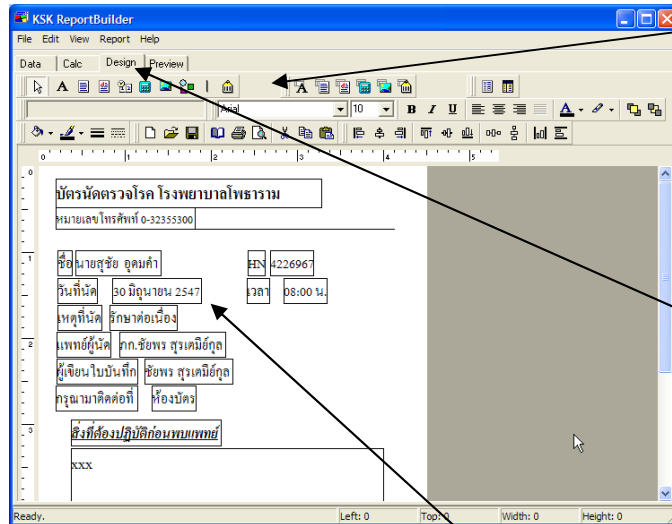 KSK ReportBuilder
File Edit View Report Help
Data Calc Design Preview
Arial 10 B I U
0 1 2 3 4 5
บัตรนัดตรวจโรค โรงพยาบาลโพธาราม
หมายเลขโทรศัพท์ 0-32355300
ชื่อ นายสุชัย อุดมคำ HN 4226967
วันที่นัด 30 มิถุนายน 2547 เวลา 08:00 น.
เหตุที่นัด รักษาต่อเนื่อง
แพทย์ผู้นัด ภก.ชัยพร สุรเตมีย์กุล
ผู้เขียนใบบันทึก ชัยพร สุรเตมีย์กุล
กรุณามาติดต่อที่ ห้องบัตร
สิ่งที่ต้องปฏิบัติก่อนพบแพทย์
xxx
Ready. Left: 0 Top: 0 Width: 0 Height: 0